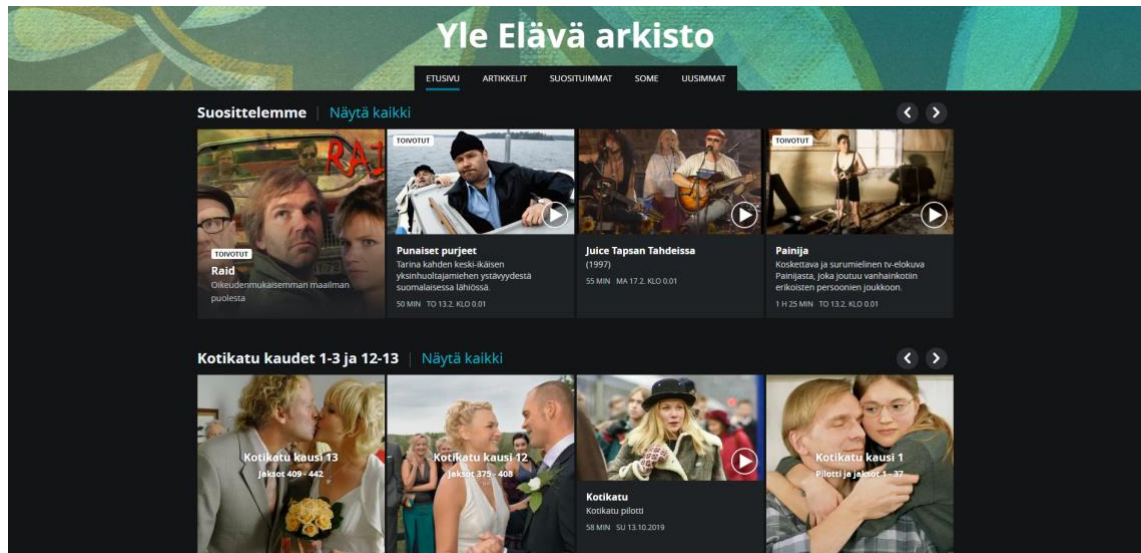 Yle Elävä arkisto
ETUSIVU ARTIKKELIT SUOSITUIMMAT SOME UUSIMMAT
Suosittelemme | Näytä kaikki
RAI
TOIVOTUT
Raid
Oikeudenmukaisemman maailman
puolesta
TOIVOTUT
Punaiset purjeet
Tarina kahden keski-ikäisen
yksinhuoltajamiehen ystävyydestä
suomalaisessa lähiössä.
50 MIN TO 13.2. KLO 0.01
Juice Tapsan Tahdeissa
(1997)
55 MIN MA 17.2. KLO 0.01
TOIVOTUT
Painija
Koskettava ja surumielinen tv-elokuva
Painijasta, joka joutuu vanhainkotiin
erikoisten persoonien joukkoon.
1 H 25 MIN TO 13.2. KLO 0.01
Kotikatu kaudet 1-3 ja 12-13 | Näytä kaikki
Kotikatu kausi 13
Jaksot 409 - 442
Kotikatu kausi 12
Jaksot 375 - 408
Kotikatu
Kotikatu pilotti
58 MIN SU 13.10.2019
Kotikatu kausi 1
Pilotti ja jaksot 1 - 37